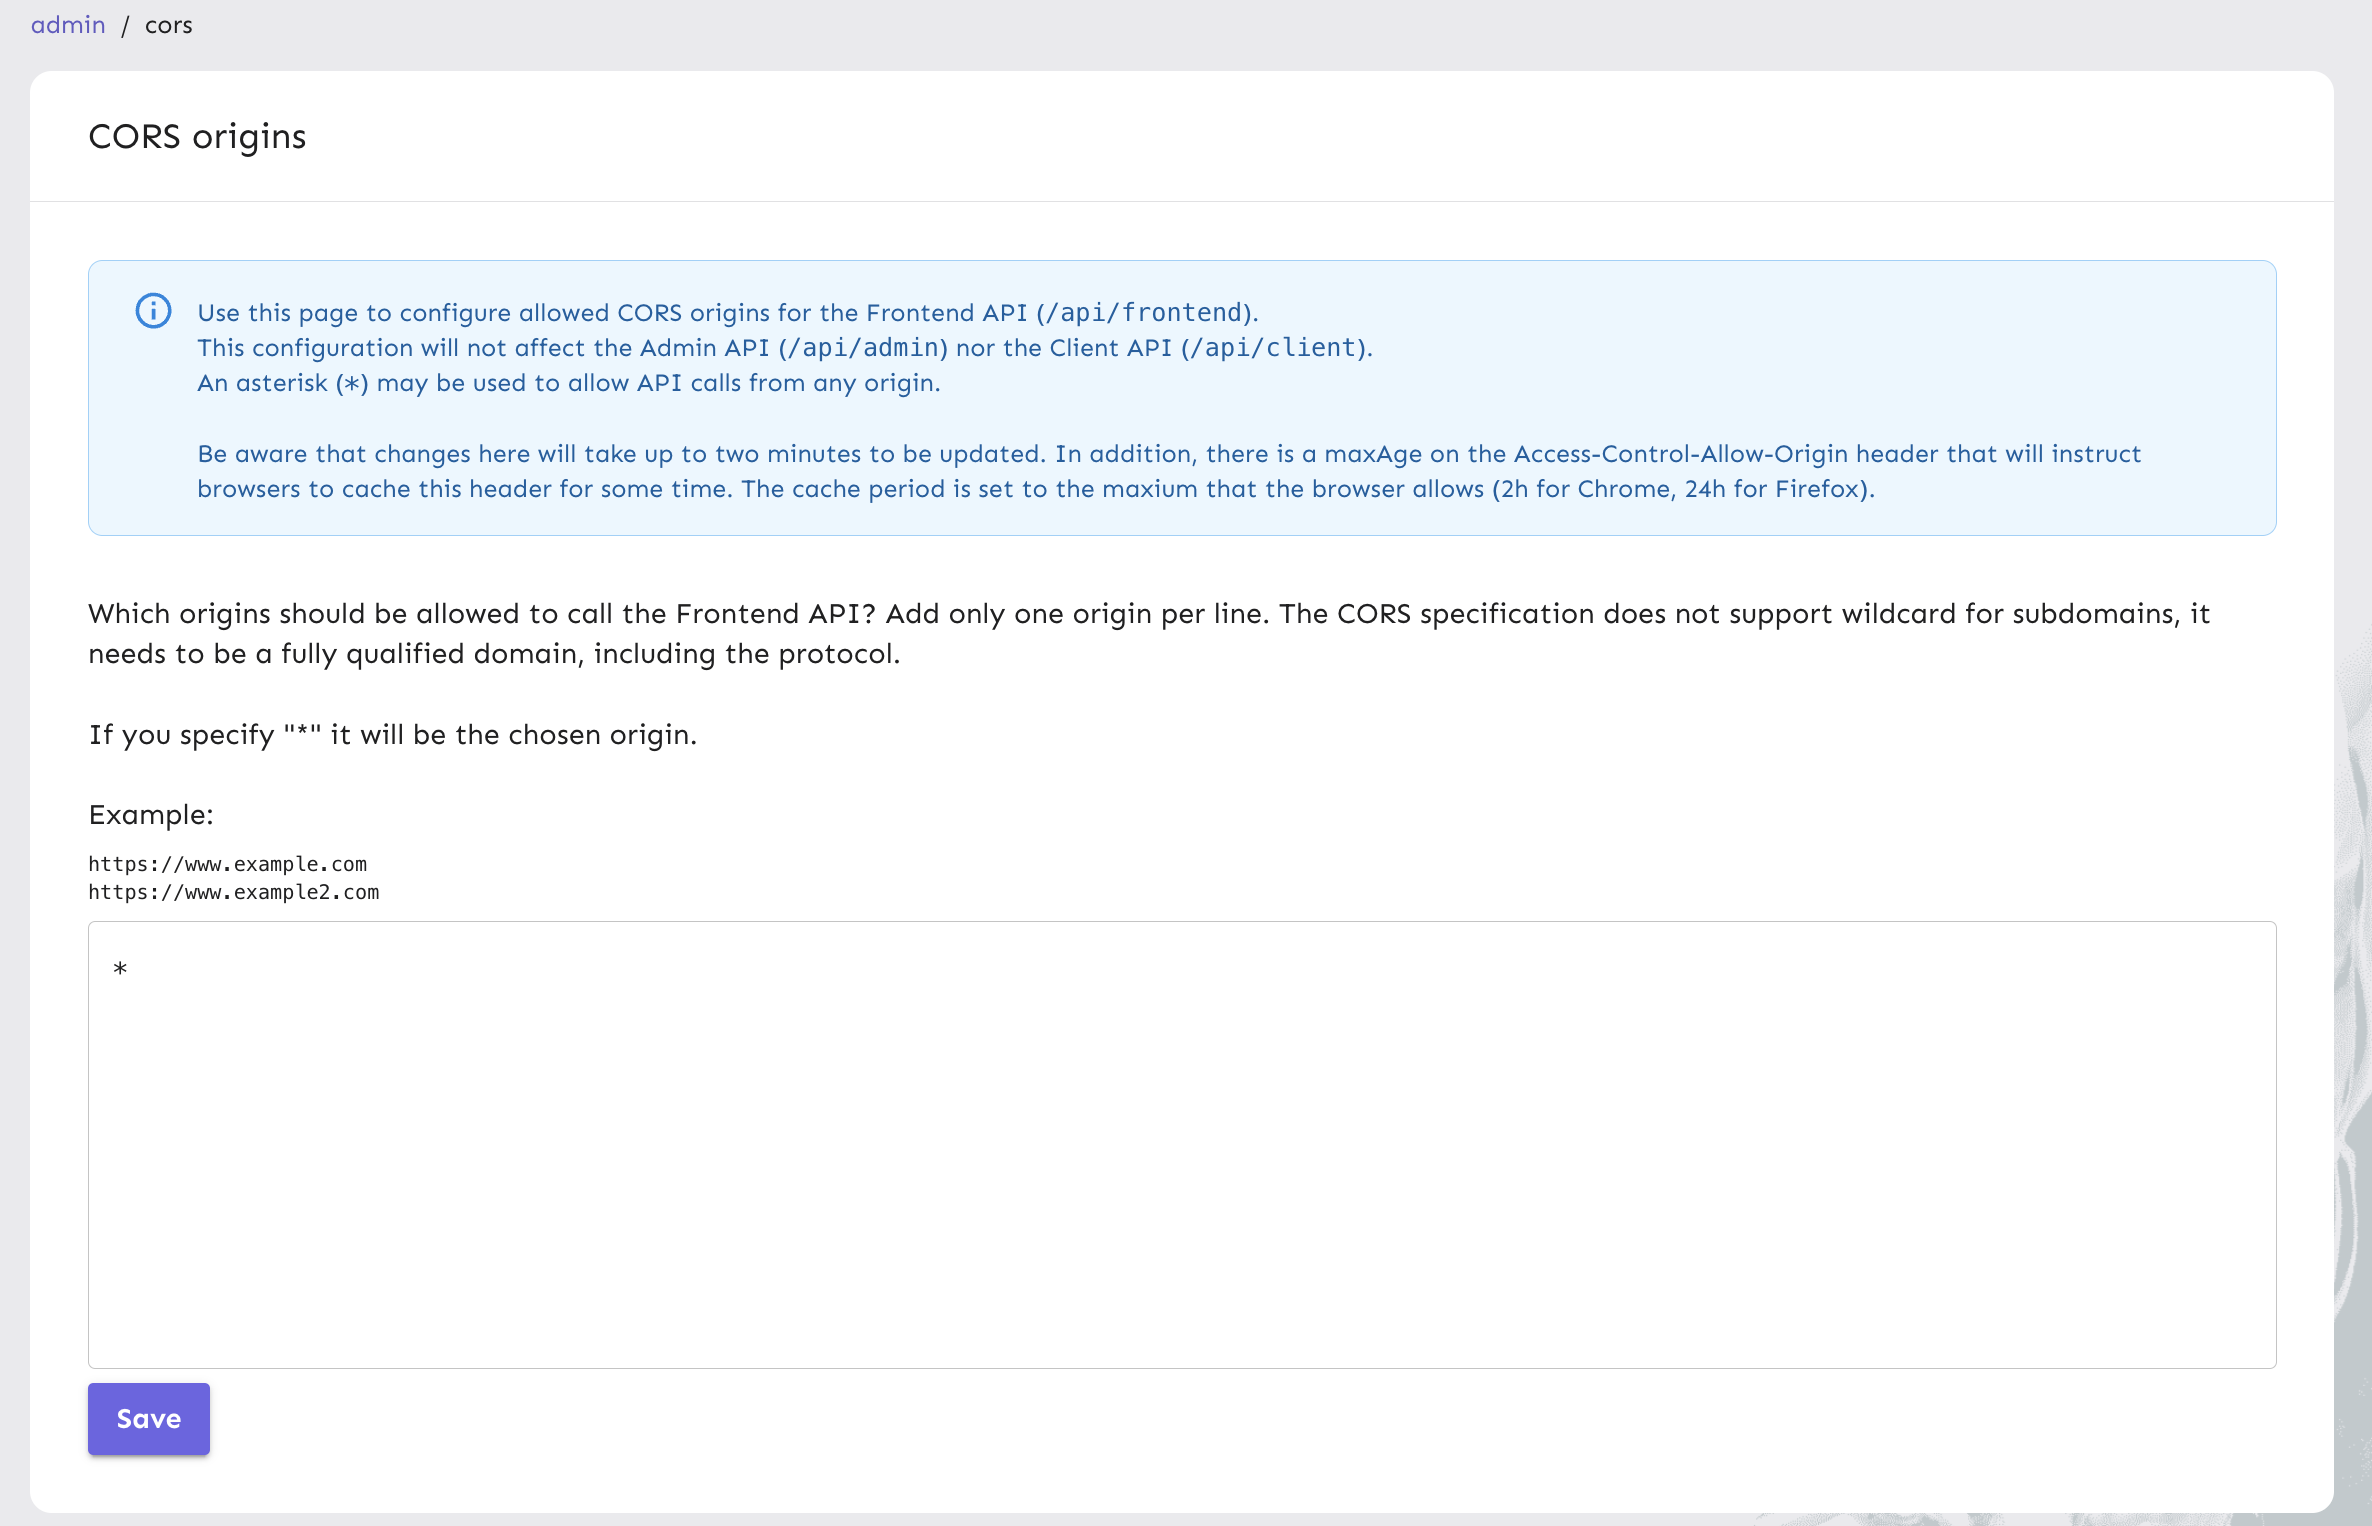 admin / cors
CORS origins
Use this page to configure allowed CORS origins for the Frontend API (/api/frontend).
This configuration will not affect the Admin API (/api/admin) nor the Client API (/api/client).
An asterisk (*) may be used to allow API calls from any origin.
Be aware that changes here will take up to two minutes to be updated. In addition, there is a maxAge on the Access-Control-Allow-Origin header that will instruct
browsers to cache this header for some time. The cache period is set to the maxium that the browser allows (2h for Chrome, 24h for Firefox).
Which origins should be allowed to call the Frontend API? Add only one origin per line. The CORS specification does not support wildcard for subdomains, it
needs to be a fully qualified domain, including the protocol.
If you specify "*" it will be the chosen origin.
Example:
https://www.example.com
https://www.example2.com
*
Save